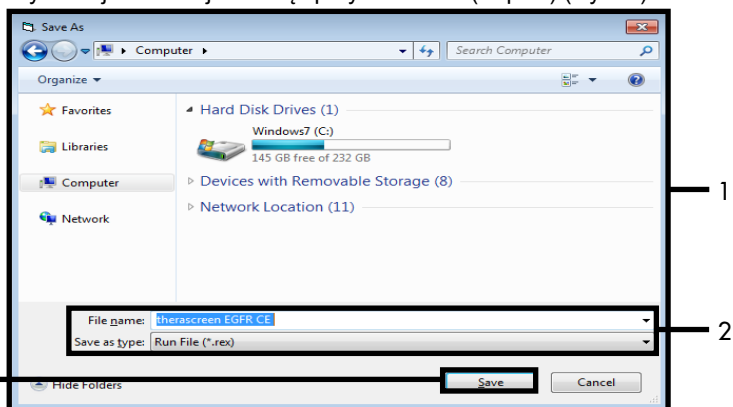 Save As
Computer
Search Computer
Organize
Favorites
Hard Disk Drives (1)
Windows7 (C:)
145 GB free of 232 GB
Libraries
Computer
Devices with Removable Storage (8)
1
Network Location (11)
Network
File name: therascreen EGFR CE
2
Save as type: Run File (*.rex)
Hide Folders
Save
Cancel